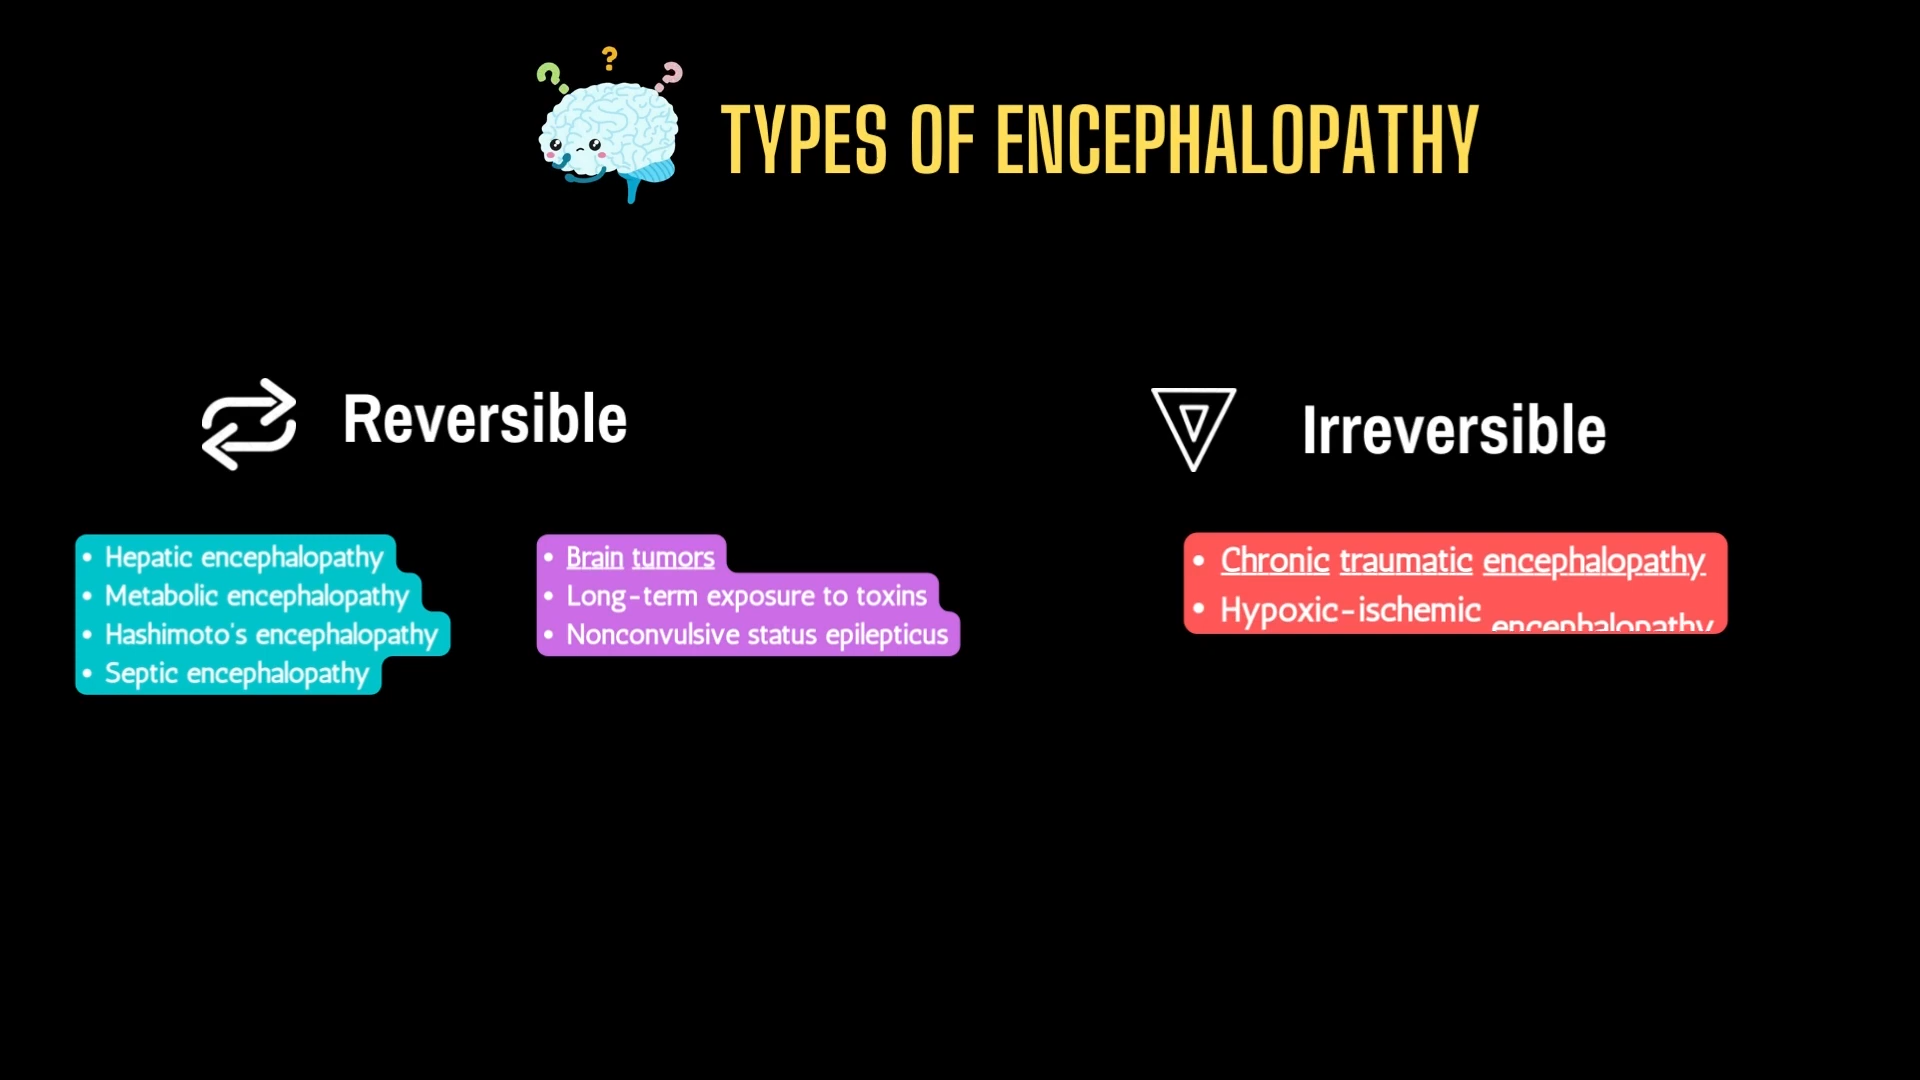 TYPES OF ENCEPHALOPATHY
Reversible
• Hepatic encephalopathy
• Metabolic encephalopathy
• Hashimoto's encephalopathy
• Septic encephalopathy
• Brain tumors
• Long-term exposure to toxins
• Nonconvulsive status epilepticus
Irreversible
• Chronic traumatic encephalopathy
• Hypoxic-ischemic encephalopathy